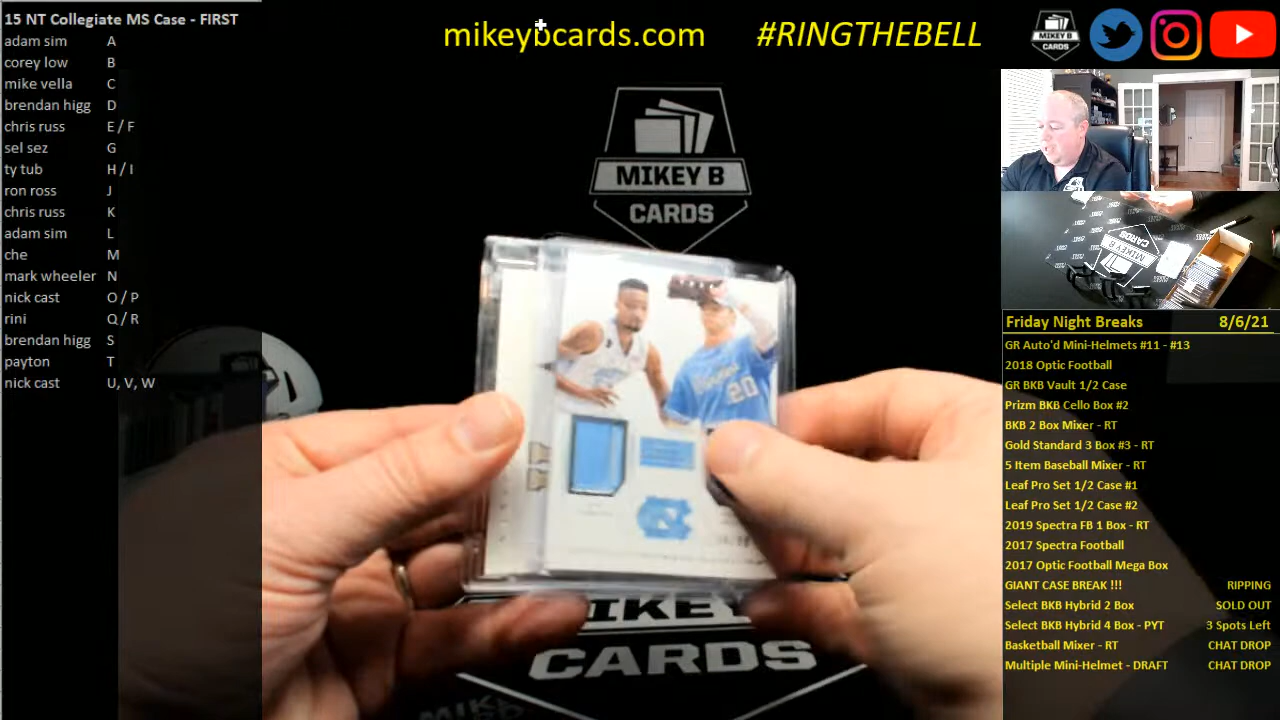 15 NT Collegiate MS Case - FIRST
adam sim A
corey low B
mike vella C
brendan higg D
chris russ E / F
sel sez G
ty tub H / I
ron ross J
chris russ K
adam sim L
che M
mark wheeler N
nick cast O / P
rini Q / R
brendan higg S
payton T
nick cast U, V, W
mikeybcards.com #RINGTHEBELL
MIKEY B
CARDS
MIKEY B
CARDS
20
NC
IKEY
CARDS
CARDS
Friday Night Breaks 8/6/21
GR Auto'd Mini-Helmets #11 - #13
2018 Optic Football
GR BKB Vault 1/2 Case
Prizm BKB Cello Box #2
BKB 2 Box Mixer - RT
Gold Standard 3 Box #3 - RT
5 Item Baseball Mixer - RT
Leaf Pro Set 1/2 Case #1
Leaf Pro Set 1/2 Case #2
2019 Spectra FB 1 Box - RT
2017 Spectra Football
2017 Optic Football Mega Box
GIANT CASE BREAK !!! RIPPING
Select BKB Hybrid 2 Box SOLD OUT
Select BKB Hybrid 4 Box - PYT 3 Spots Left
Basketball Mixer - RT CHAT DROP
Multiple Mini-Helmet - DRAFT CHAT DROP